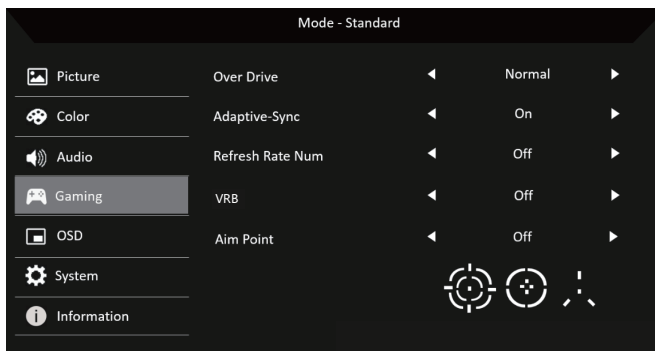 Mode - Standard
Picture
Over Drive Normal
Color
Adaptive-Sync On
Audio
Refresh Rate Num Off
Gaming
VRB Off
OSD
Aim Point Off
System
Information